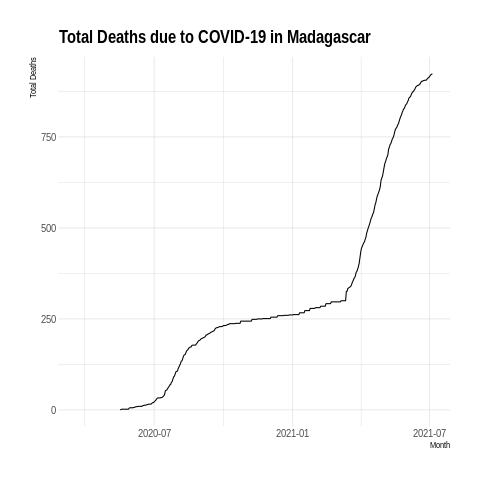 Total Deaths due to COVID-19 in Madagascar
Total Deaths
750
500
250
0
2020-07
2021-01
2021-07
Month